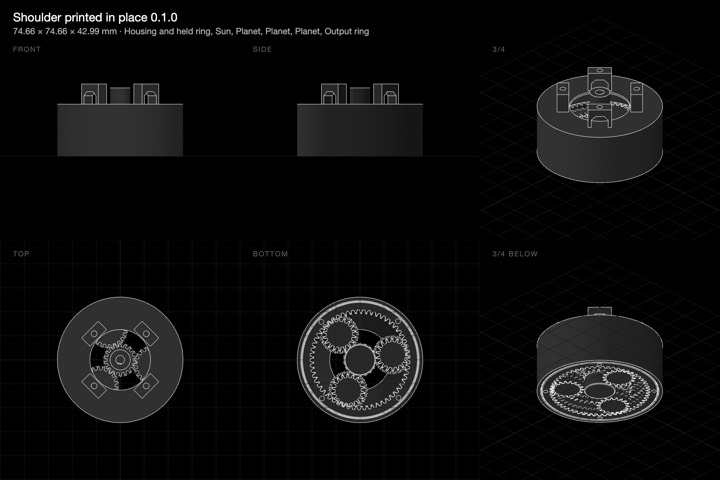 Shoulder printed in place 0.1.0
74.66 × 74.66 × 42.99 mm · Housing and held ring, Sun, Planet, Planet, Planet, Output ring
FRONT
SIDE
3/4
TOP
BOTTOM
3/4 BELOW